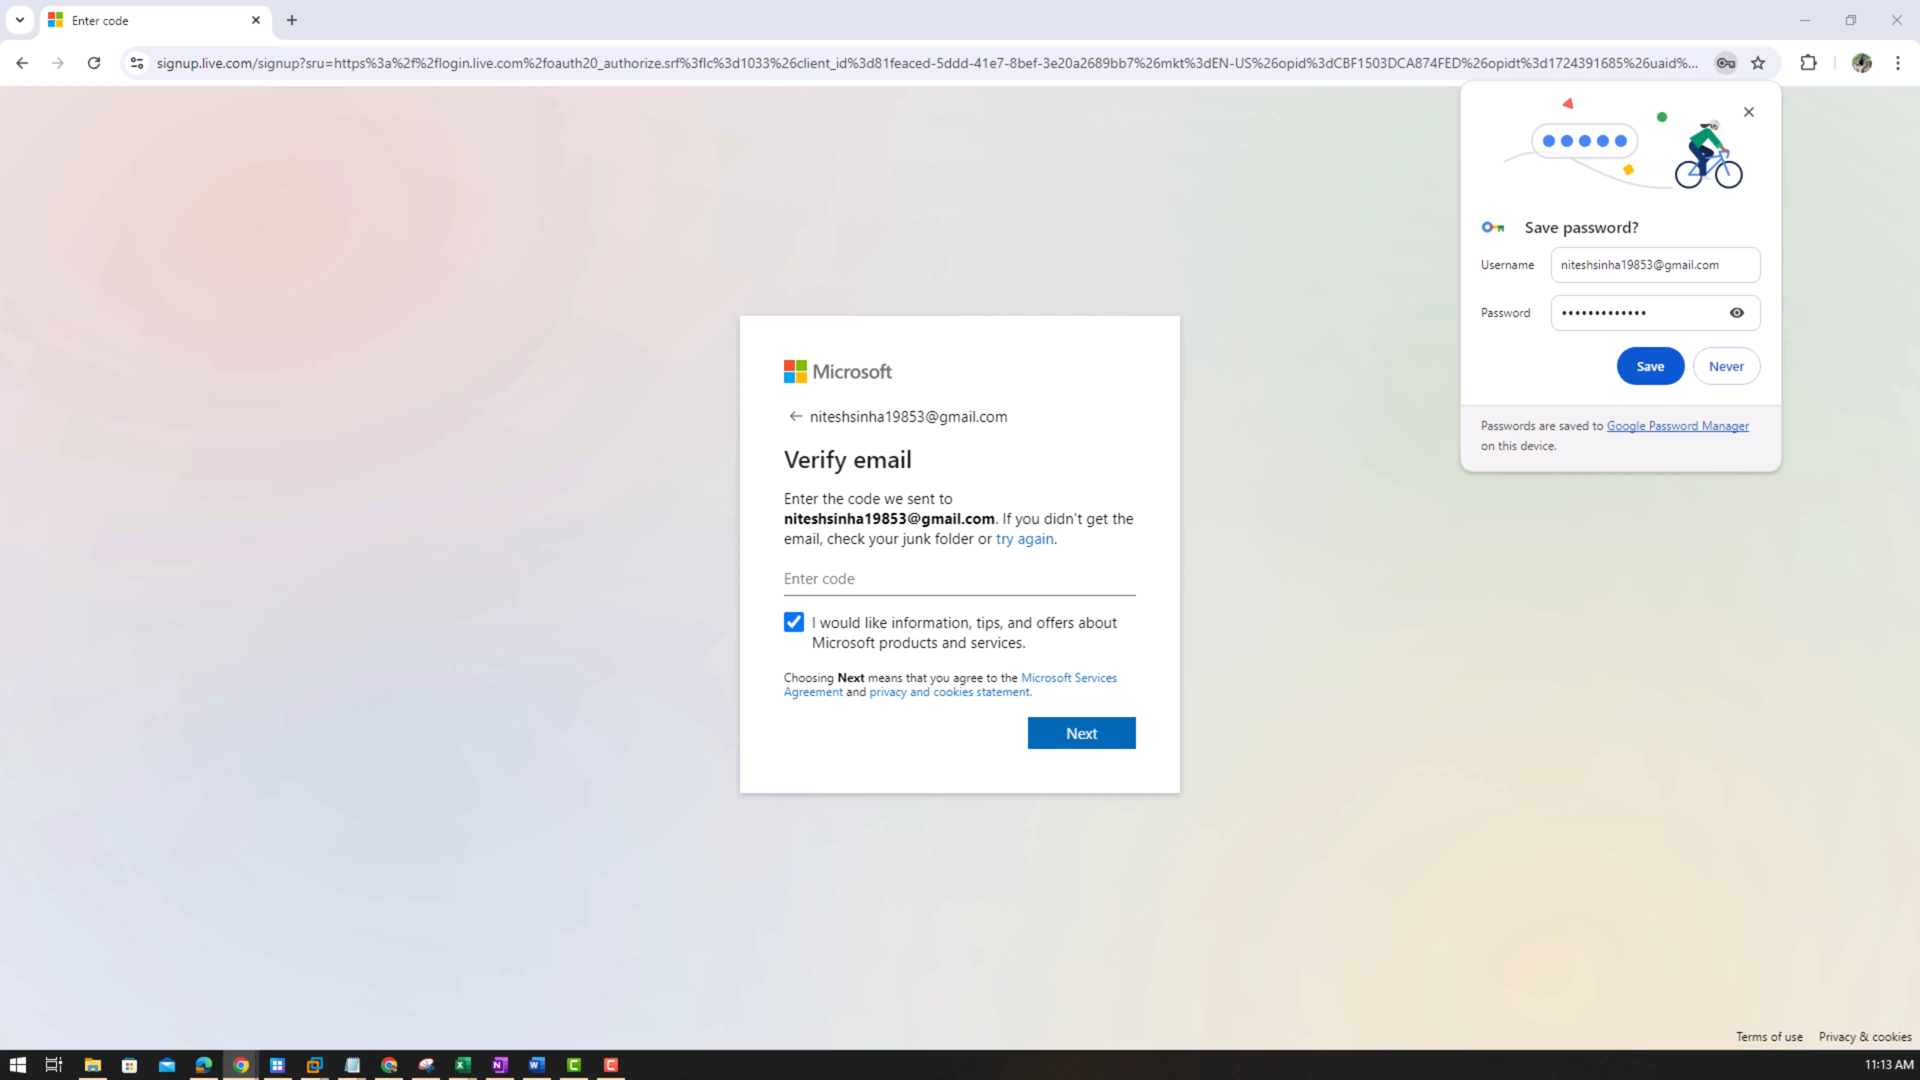 Enter code
signup.live.com/signup?sru=https%3a%2f%2flogin.live.com%2foauth20_authorize.srf%3flc%3d1033%26client_id%3d81feaced-5ddd-41e7-8bef-3e20a2689bb7%26mkt%3dEN-US%26opid%3dCBF1503DCA874FED%26opidt%3d1724391685%26uaid%...
Save password?
Username niteshsinha19853@gmail.com
Password •••••••••••••
Save Never
Passwords are saved to Google Password Manager
on this device.
Microsoft
niteshsinha19853@gmail.com
Verify email
Enter the code we sent to
niteshsinha19853@gmail.com. If you didn't get the
email, check your junk folder or try again.
Enter code
I would like information, tips, and offers about
Microsoft products and services.
Choosing Next means that you agree to the Microsoft Services
Agreement and privacy and cookies statement.
Next
Terms of use Privacy & cookies
11:13 AM